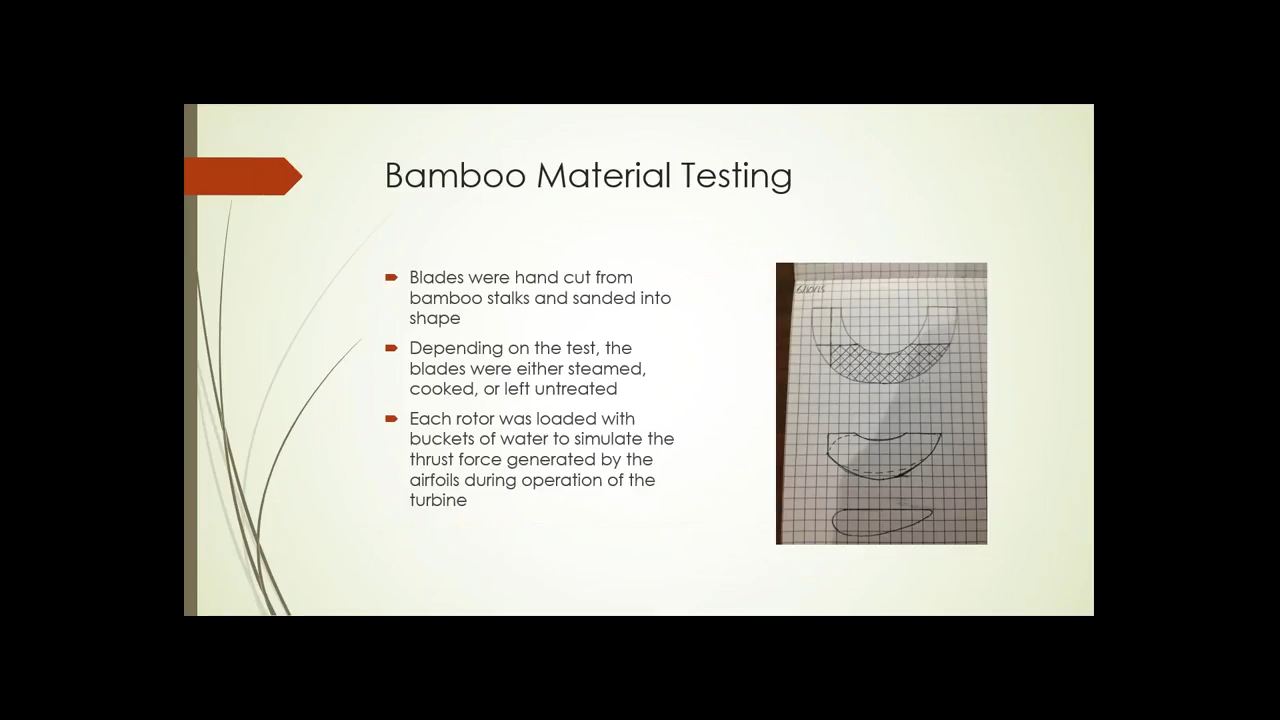 Bamboo Material Testing
Blades were hand cut from
bamboo stalks and sanded into
shape
Depending on the test, the
blades were either steamed,
cooked, or left untreated
Each rotor was loaded with
buckets of water to simulate the
thrust force generated by the
airfoils during operation of the
turbine